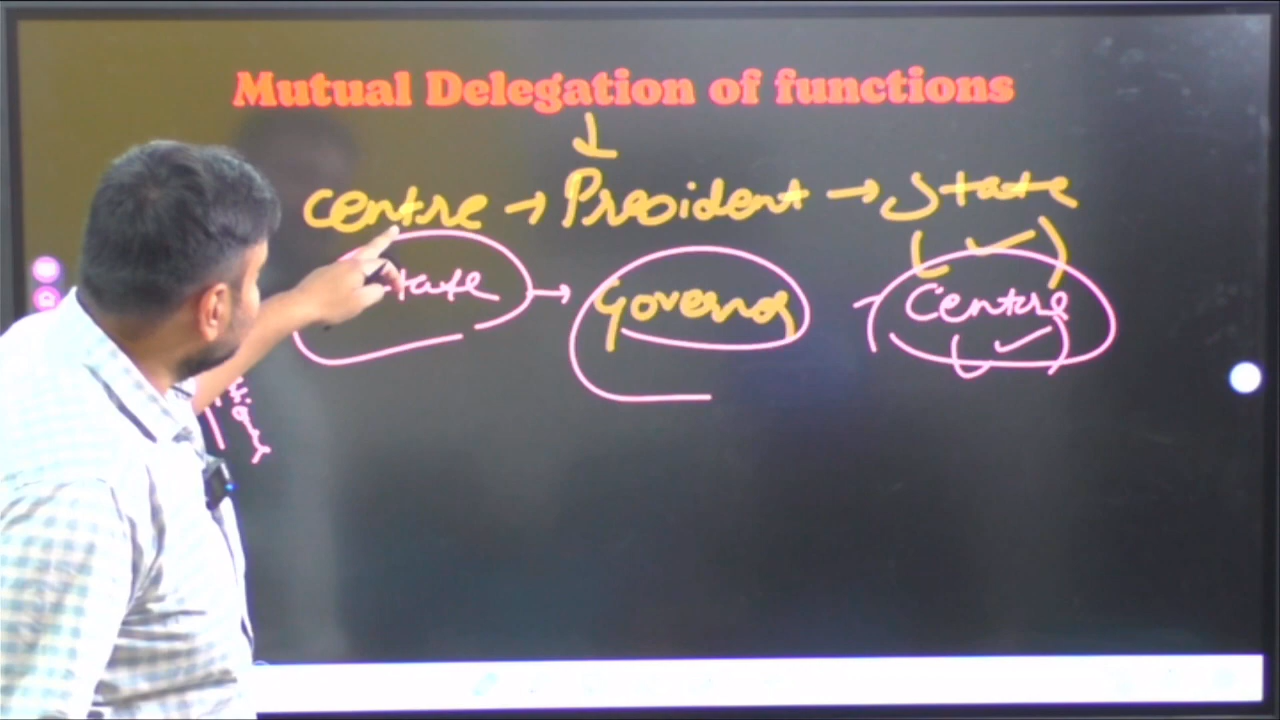 Mutual Delegation of functions
↓
Centre → President → State
( ✓ )
State → Governor Centre
( ✓ )